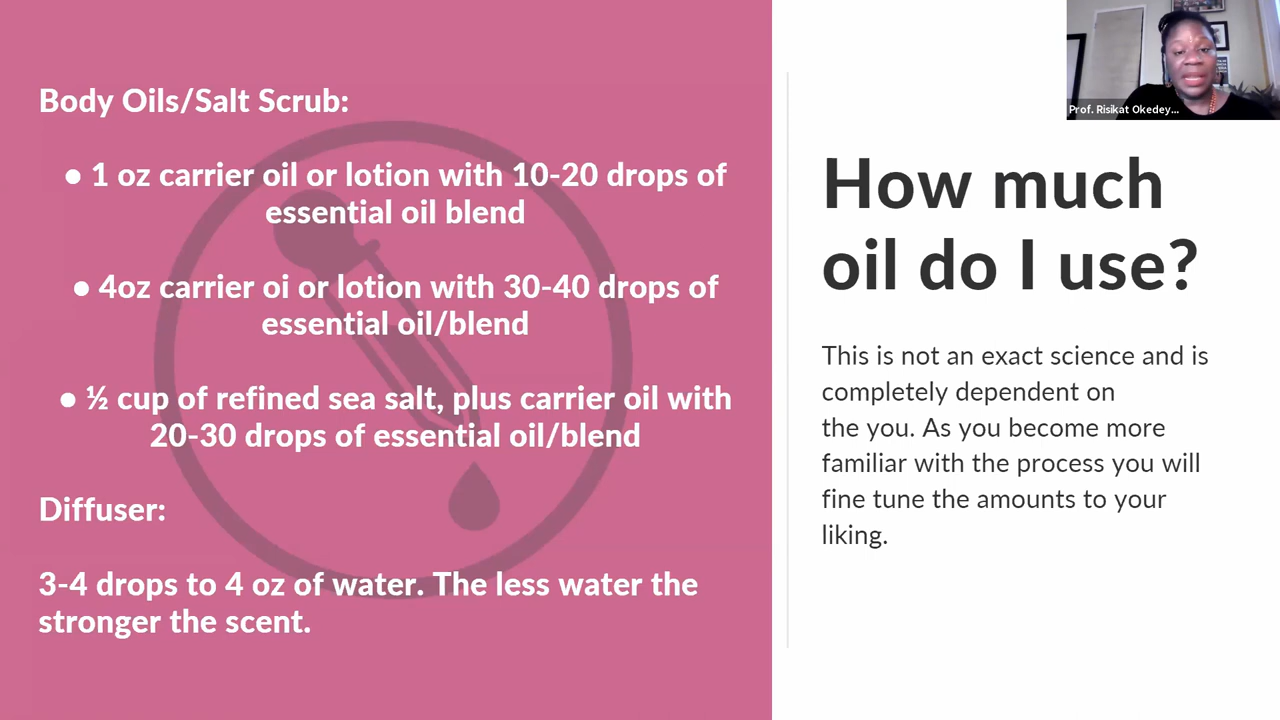 Body Oils/Salt Scrub:
● 1 oz carrier oil or lotion with 10-20 drops of
essential oil blend
● 4oz carrier oi or lotion with 30-40 drops of
essential oil/blend
● ½ cup of refined sea salt, plus carrier oil with
20-30 drops of essential oil/blend
Diffuser:
3-4 drops to 4 oz of water. The less water the
stronger the scent.
Prof. Risikat Okedey...
How much
oil do I use?
This is not an exact science and is
completely dependent on
the you. As you become more
familiar with the process you will
fine tune the amounts to your
liking.